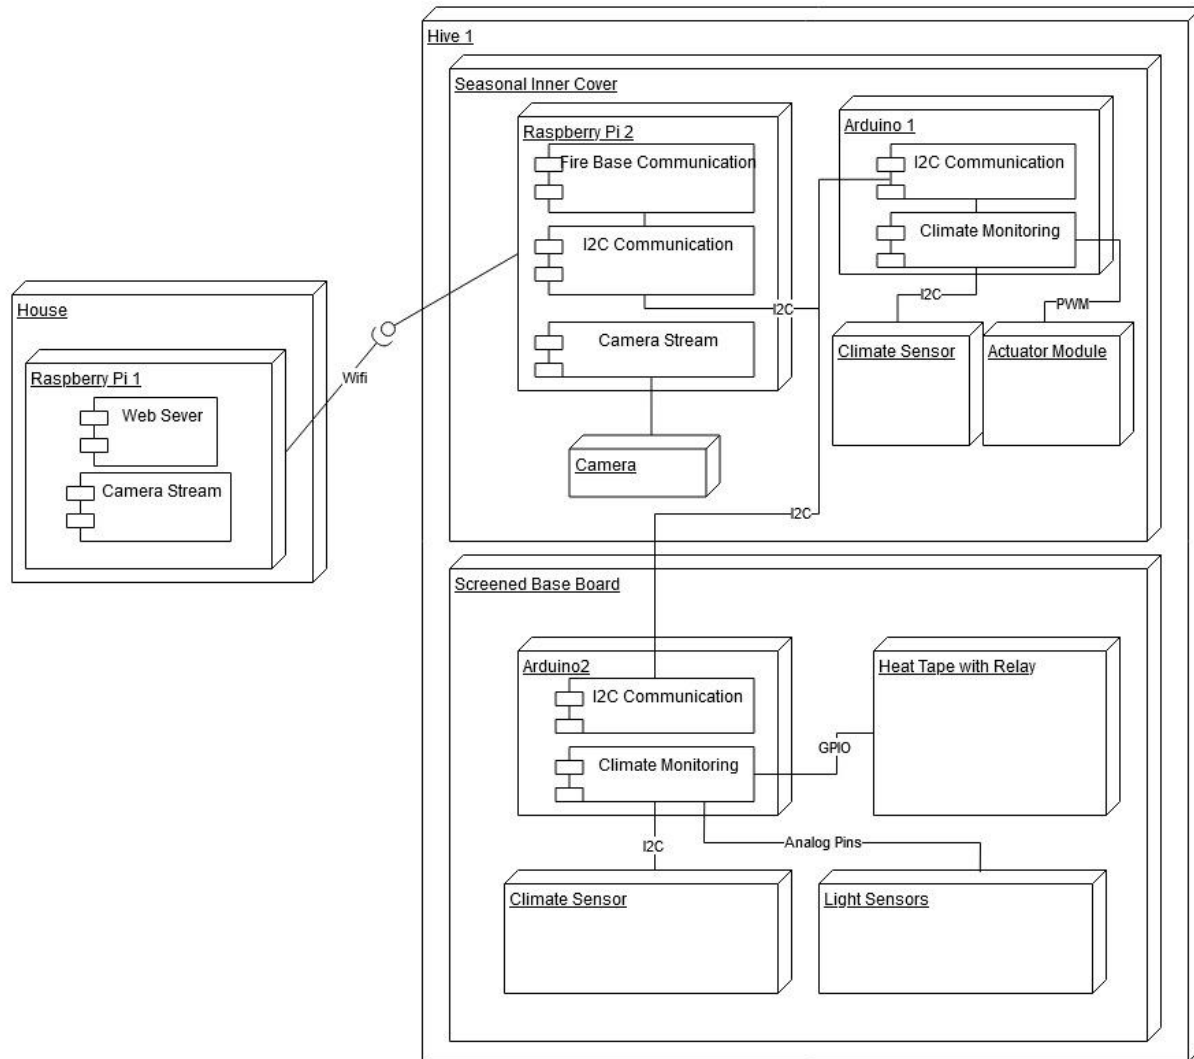 Hive 1
Seasonal Inner Cover
Raspberry Pi 2
Fire Base Communication
I2C Communication
Camera Stream
Camera
Arduino 1
I2C Communication
Climate Monitoring
I2C
I2C
PWM
Climate Sensor
Actuator Module
House
Raspberry Pi 1
Web Sever
Camera Stream
Wifi
I2C
Screened Base Board
Arduino2
I2C Communication
Climate Monitoring
GPIO
Heat Tape with Relay
I2C
Analog Pins
Climate Sensor
Light Sensors